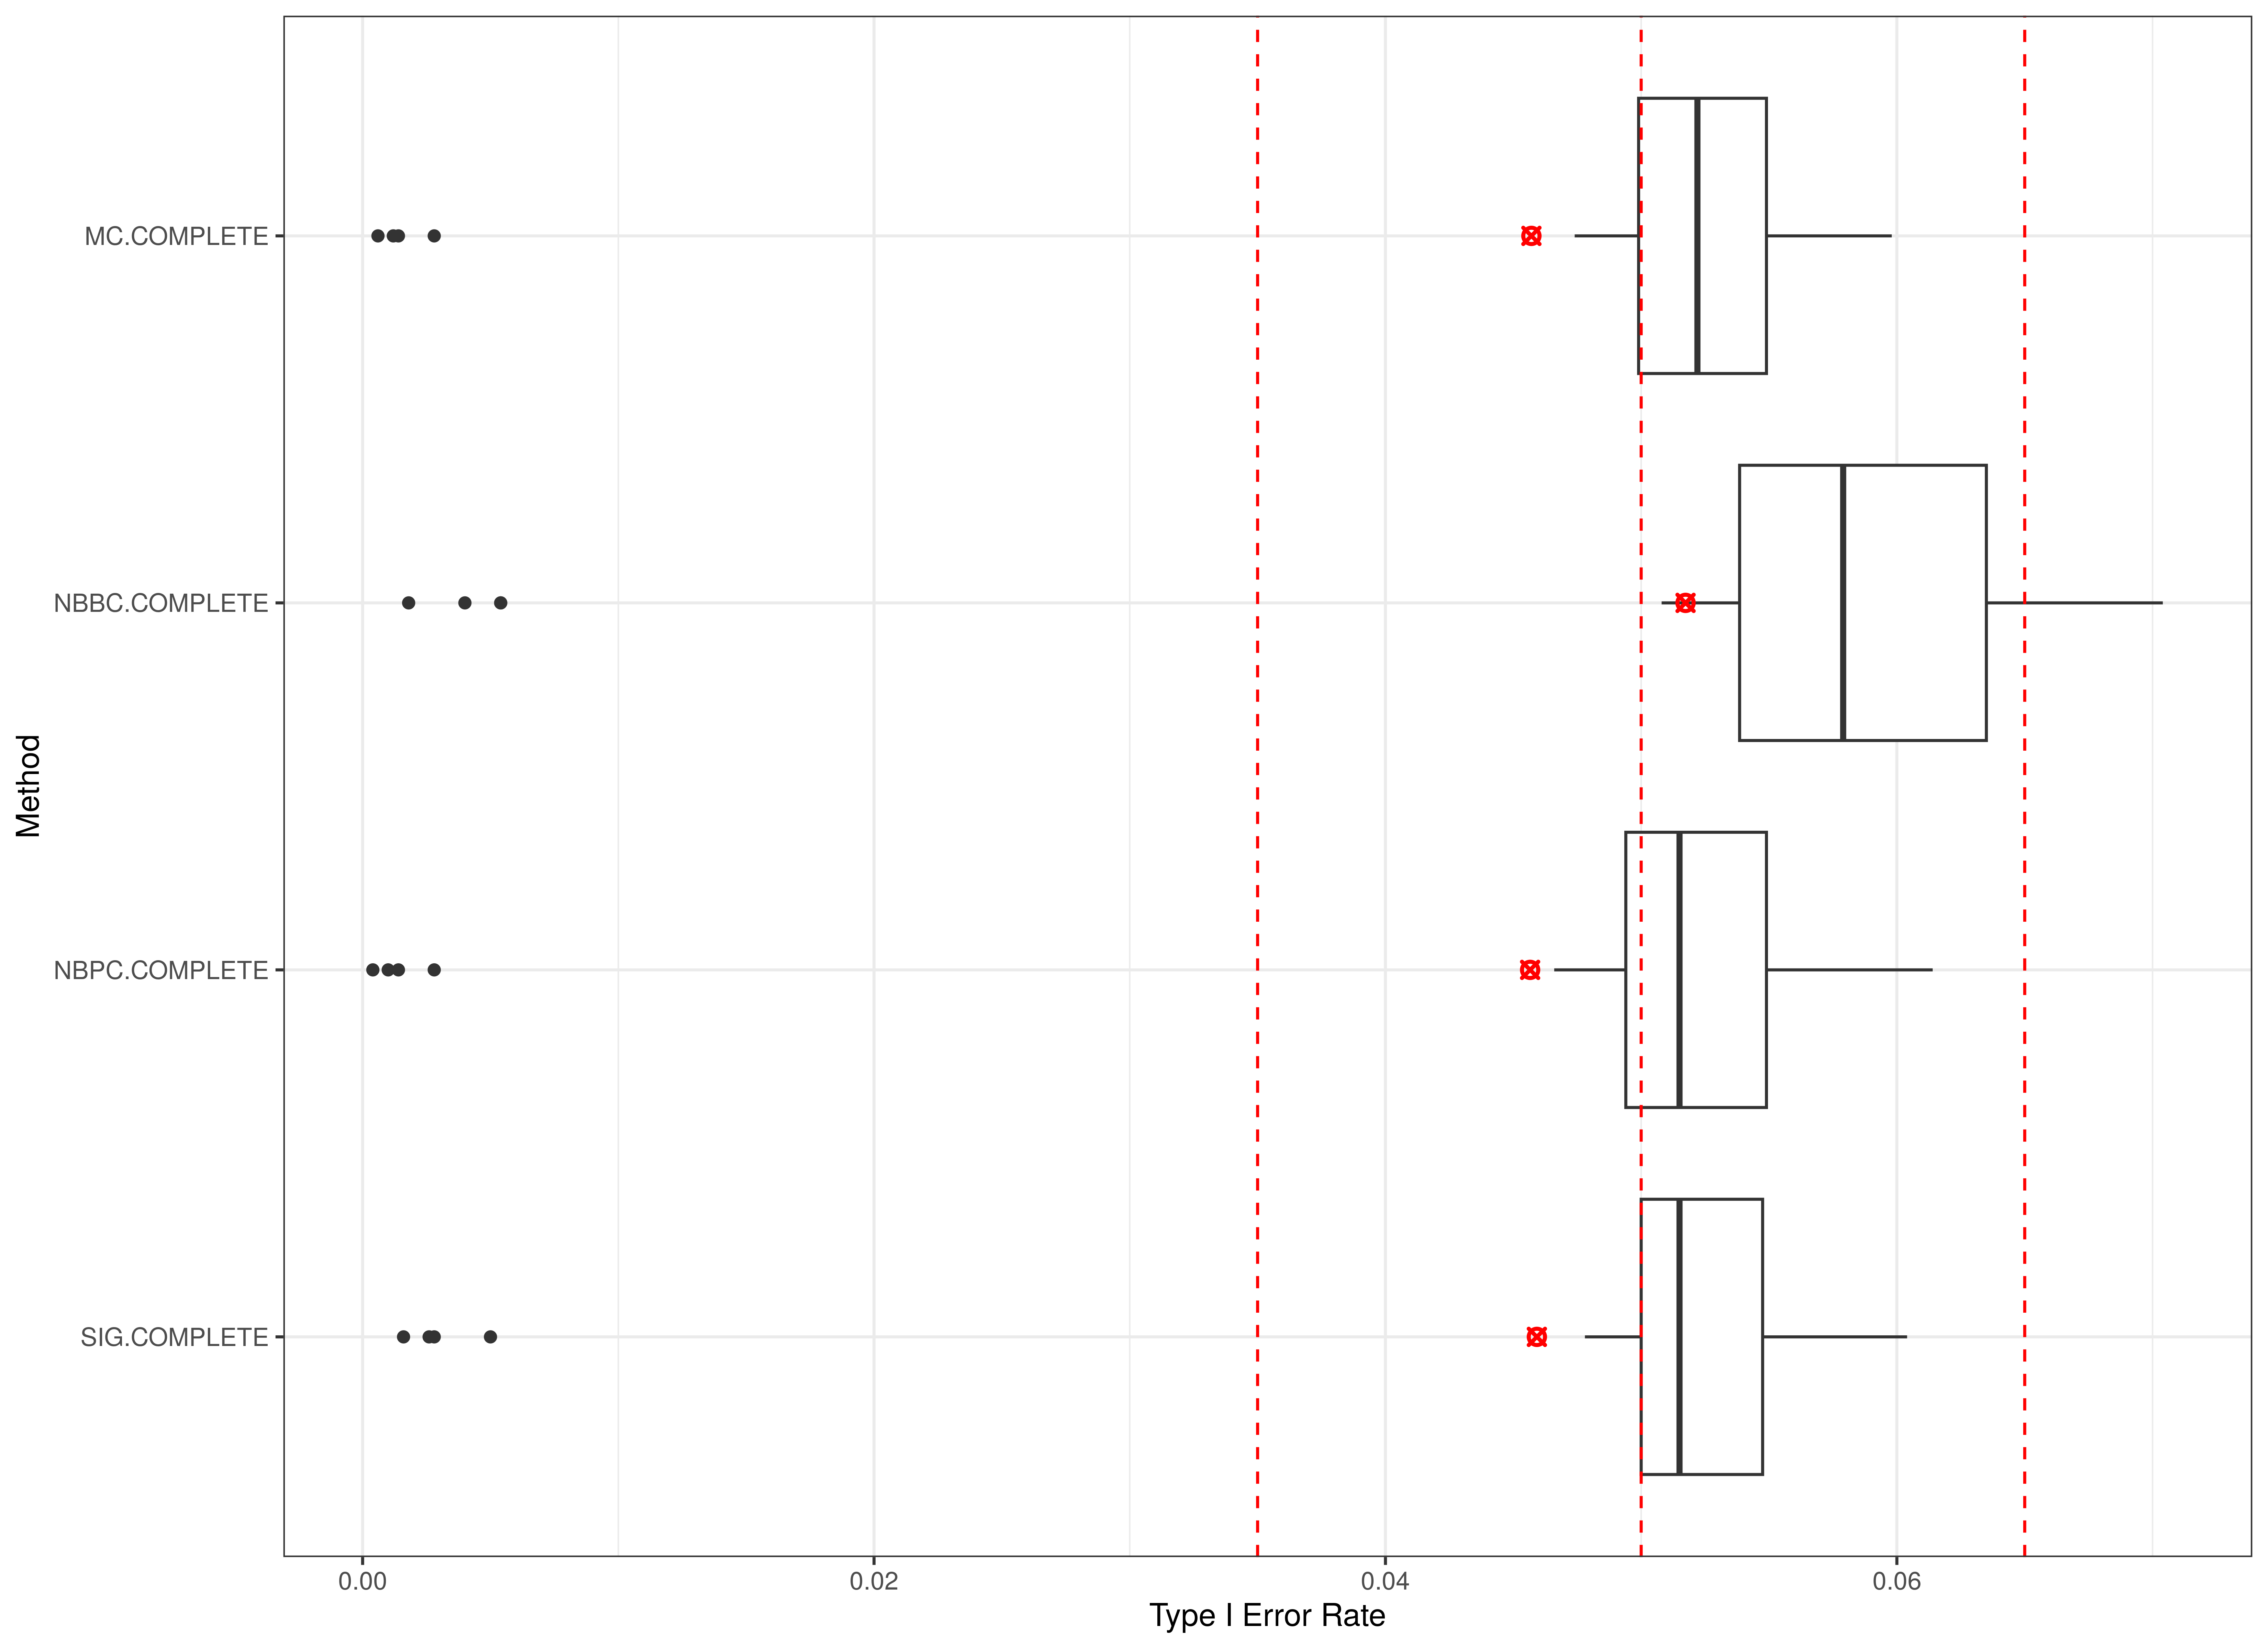 MC.COMPLETE
NBBC.COMPLETE
NBPC.COMPLETE
SIG.COMPLETE
Method
0.00 0.02 0.04 0.06
Type I Error Rate